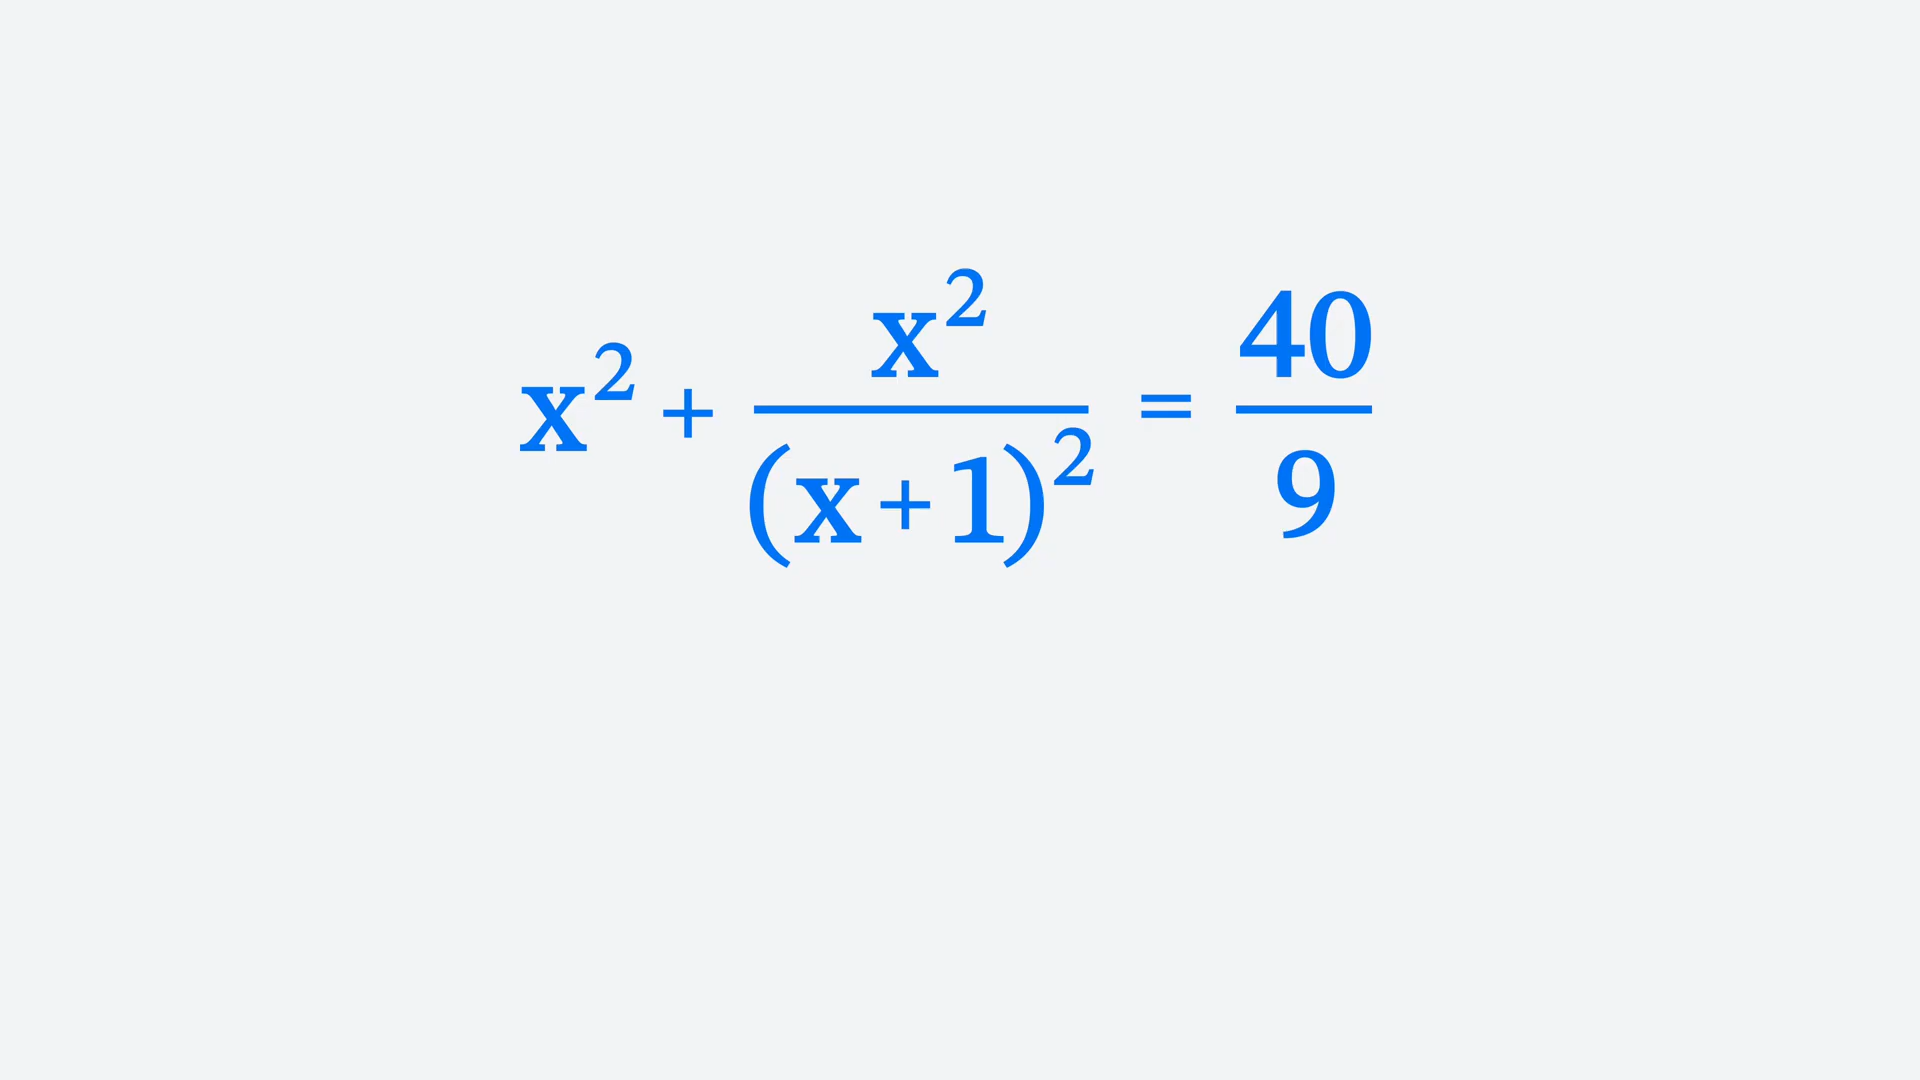 x² + x²/(x+1)² = 40/9